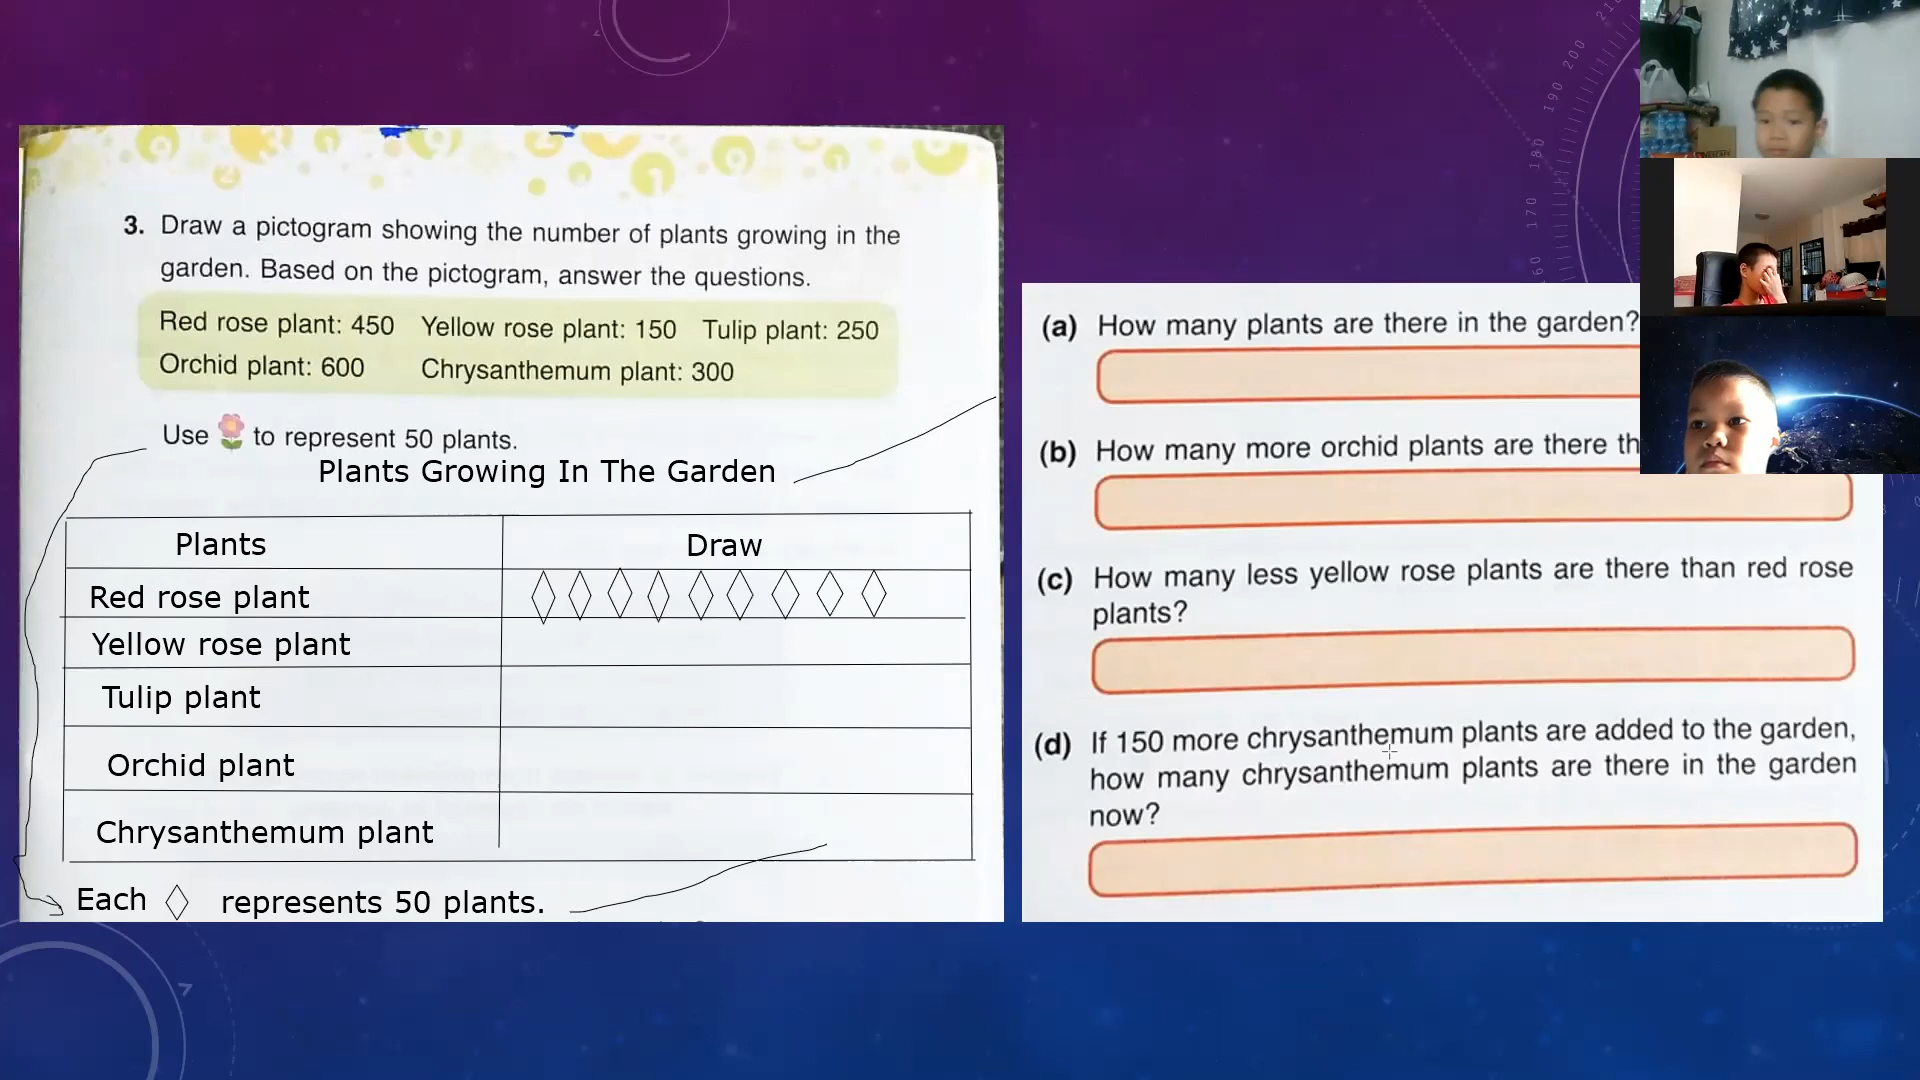 3. Draw a pictogram showing the number of plants growing in the
garden. Based on the pictogram, answer the questions.
Red rose plant: 450 Yellow rose plant: 150 Tulip plant: 250
Orchid plant: 600 Chrysanthemum plant: 300
Use to represent 50 plants.
Plants Growing In The Garden
Plants Draw
Red rose plant
Yellow rose plant
Tulip plant
Orchid plant
Chrysanthemum plant
Each ◊ represents 50 plants.
(a) How many plants are there in the garden?
(b) How many more orchid plants are there th
(c) How many less yellow rose plants are there than red rose
plants?
(d) If 150 more chrysanthemum plants are added to the garden,
how many chrysanthemum plants are there in the garden
now?
160
170
180
190
200